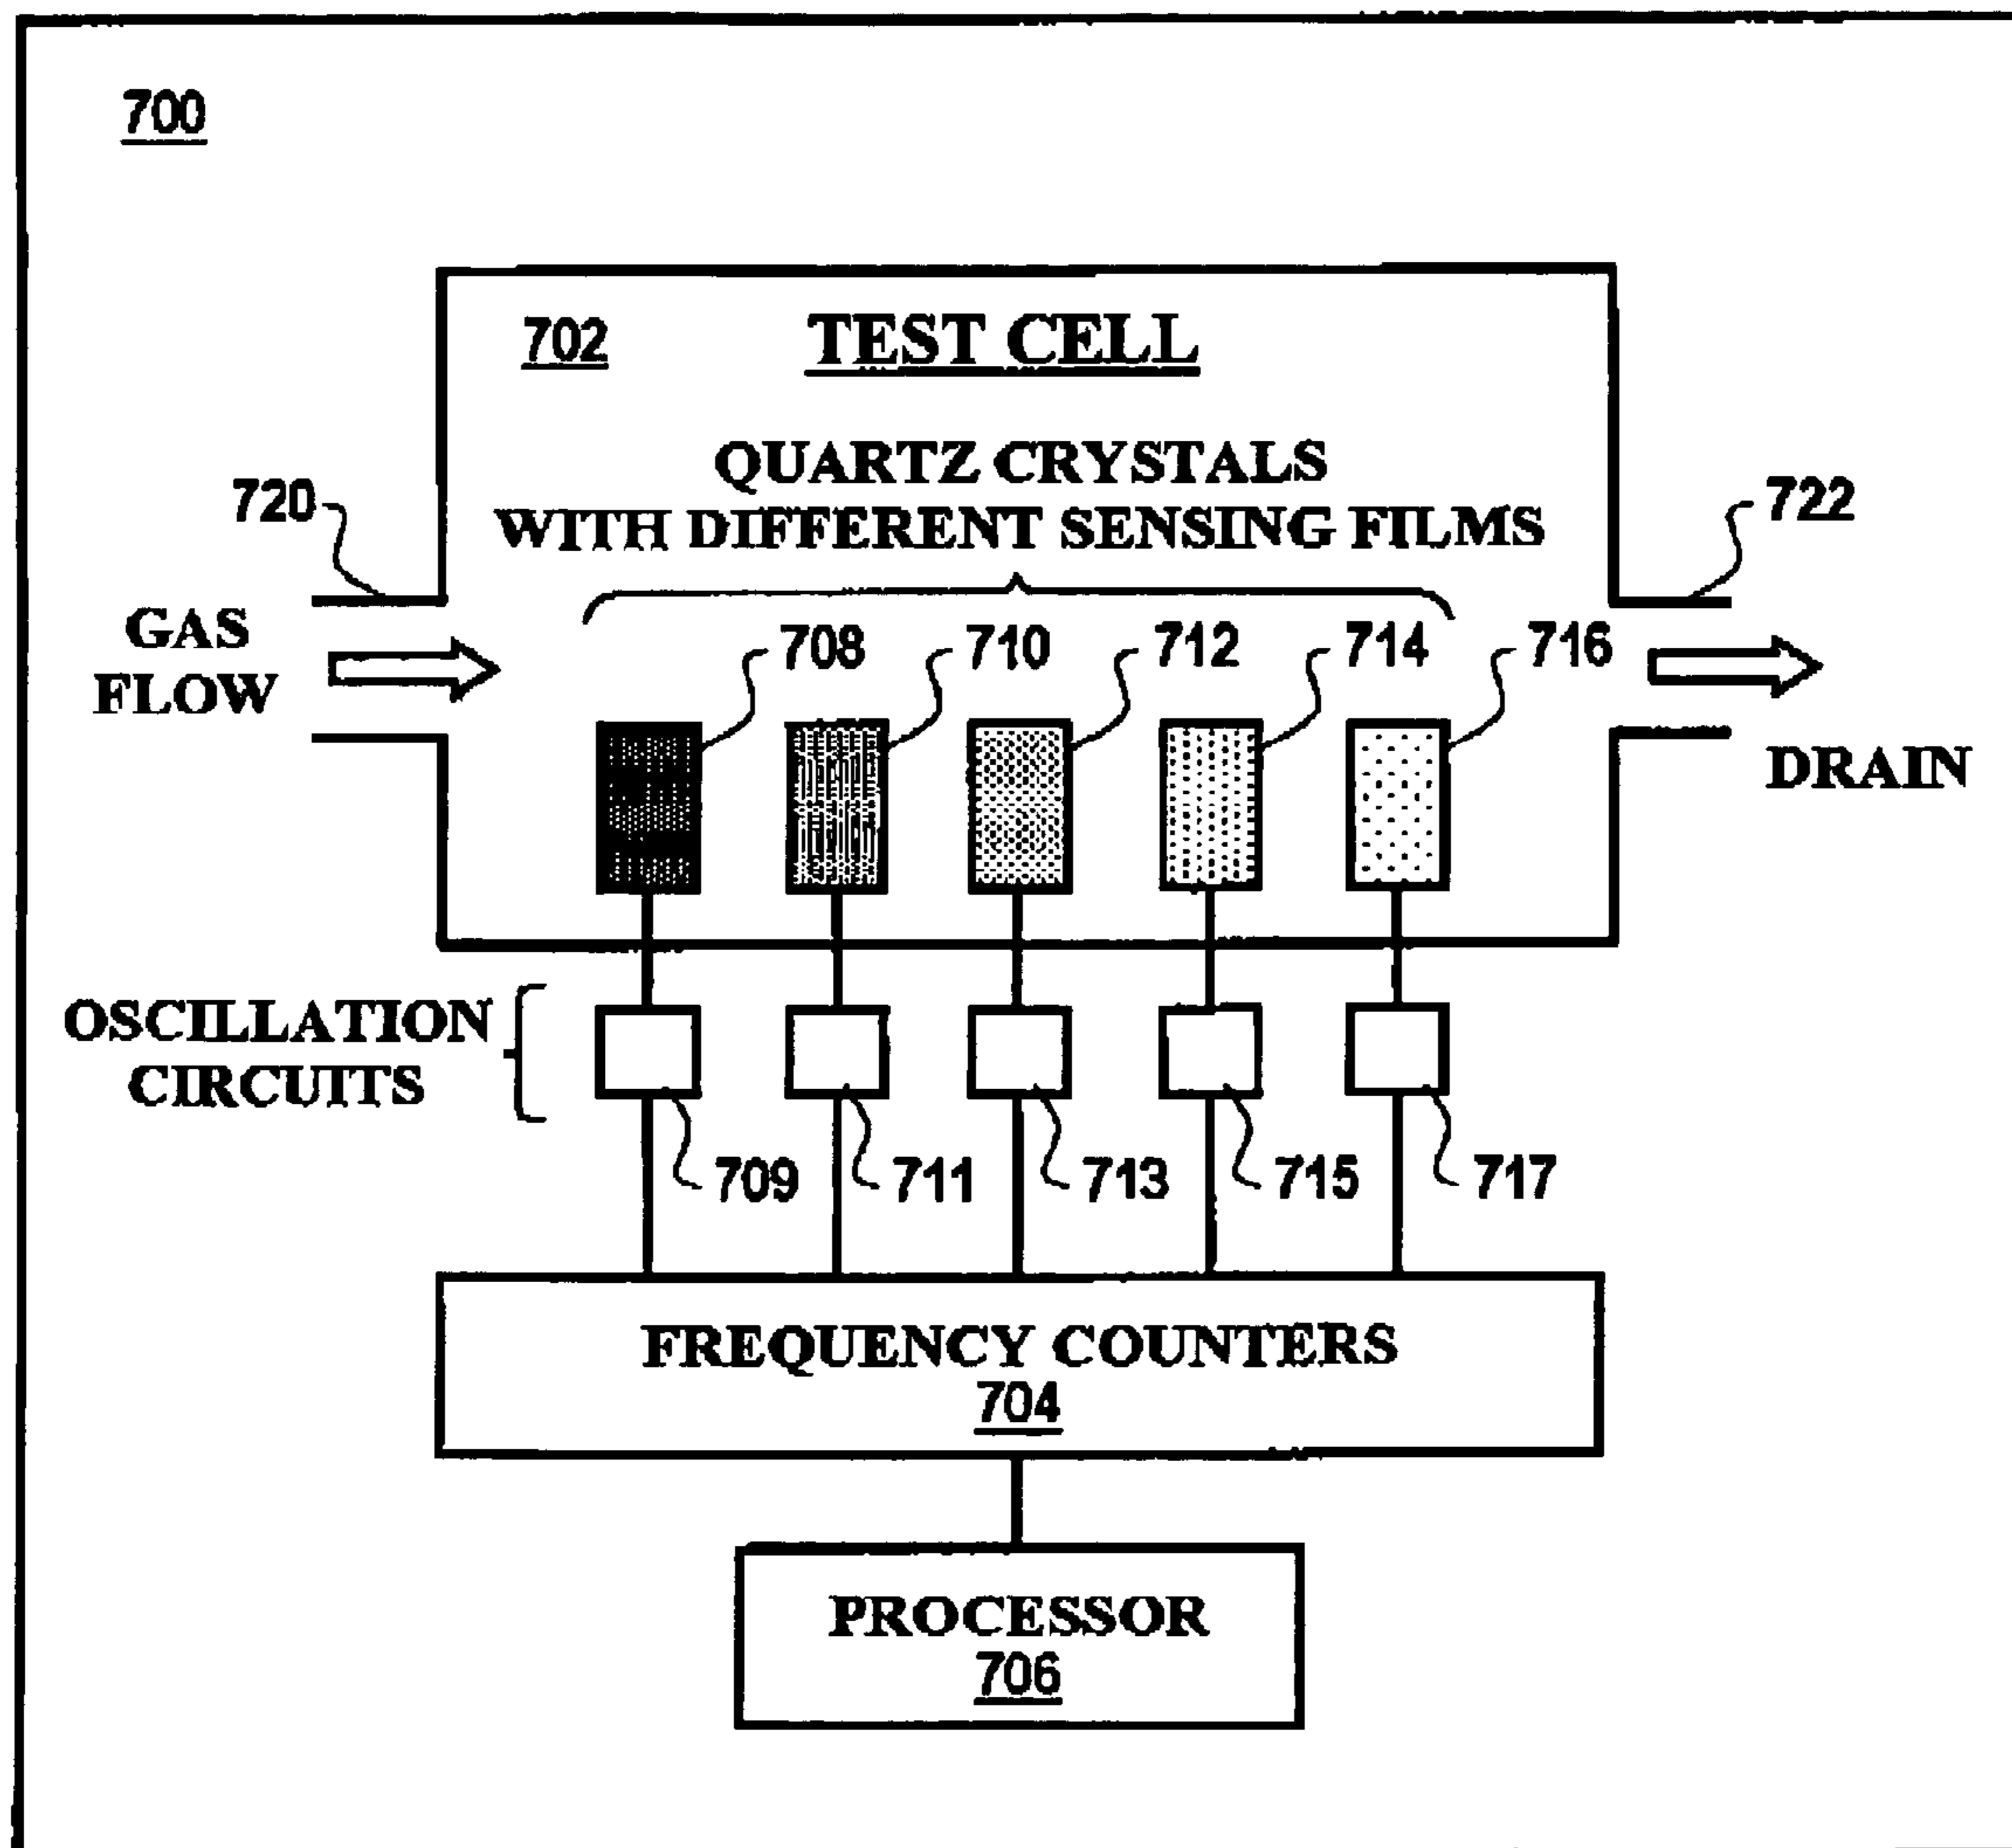 700
702 TEST CELL
QUARTZ CRYSTALS
WITH DIFFERENT SENSING FILMS
720
722
GAS
FLOW
708 710 712 714 716
DRAIN
OSCILLATION
CIRCUITS
709 711 713 715 717
FREQUENCY COUNTERS
704
PROCESSOR
706